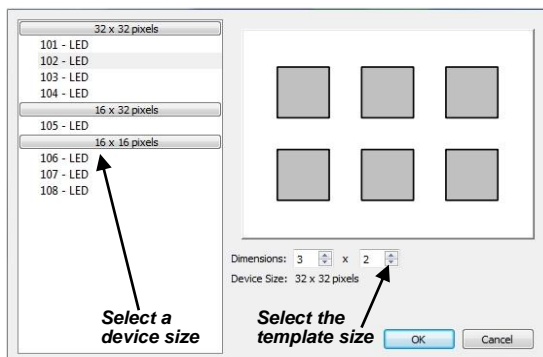 32 x 32 pixels
101 - LED
102 - LED
103 - LED
104 - LED
16 x 32 pixels
105 - LED
16 x 16 pixels
106 - LED
107 - LED
108 - LED
Dimensions: 3 x 2
Device Size: 32 x 32 pixels
Select a
device size
Select the
template size
OK
Cancel